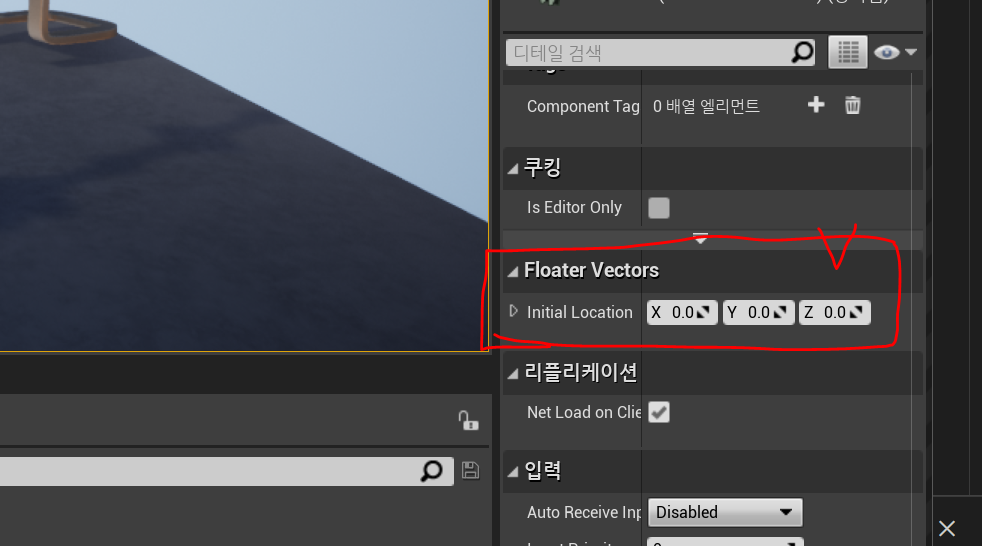 디테일 검색
Component Tag
0 배열 엘리먼트
쿠킹
Is Editor Only
Floater Vectors
Initial Location
X 0.0
Y 0.0
Z 0.0
리플리케이션
Net Load on Clie
입력
Auto Receive Inp
Disabled